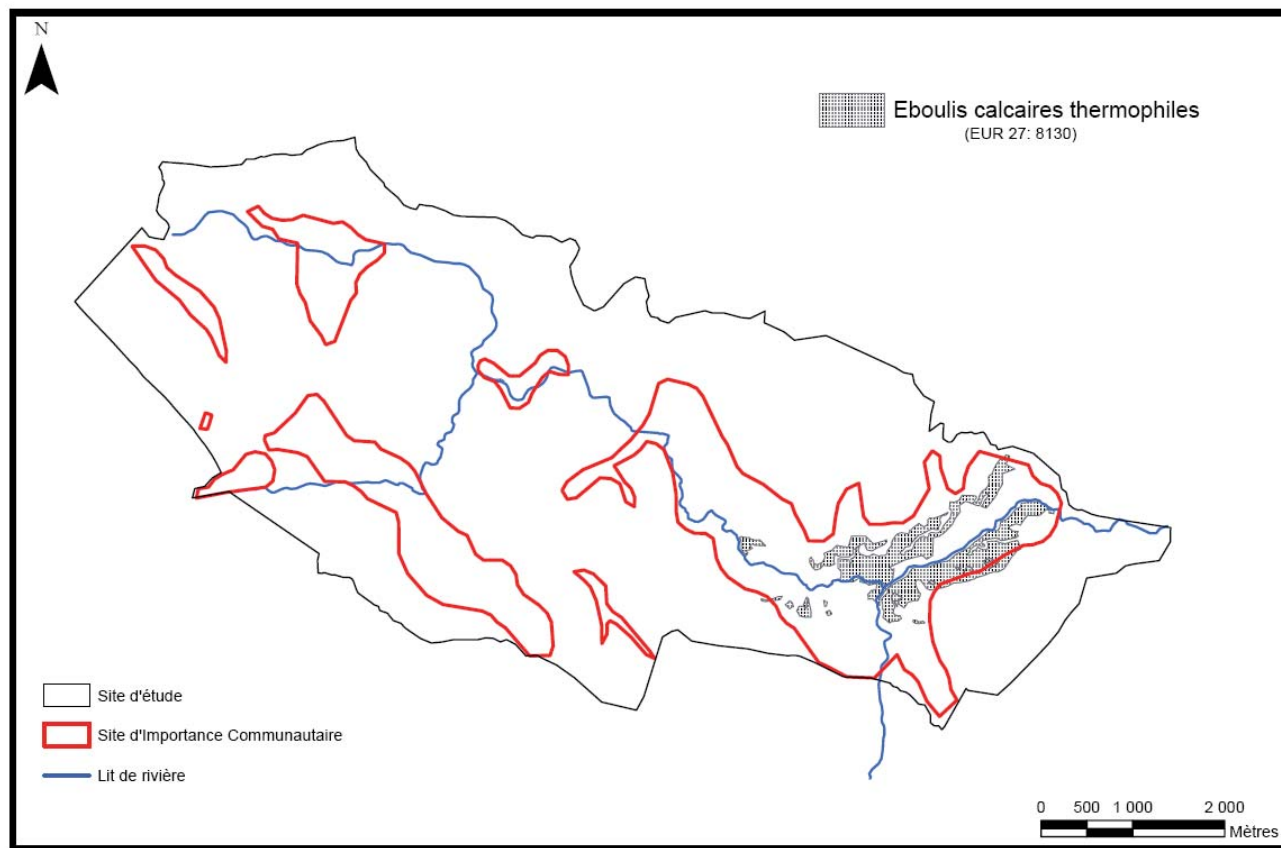 N
Eboulis calcaires thermophiles
(EUR 27: 8130)
Site d'étude
Site d'Importance Communautaire
Lit de rivière
0 500 1 000 2 000
Mètres